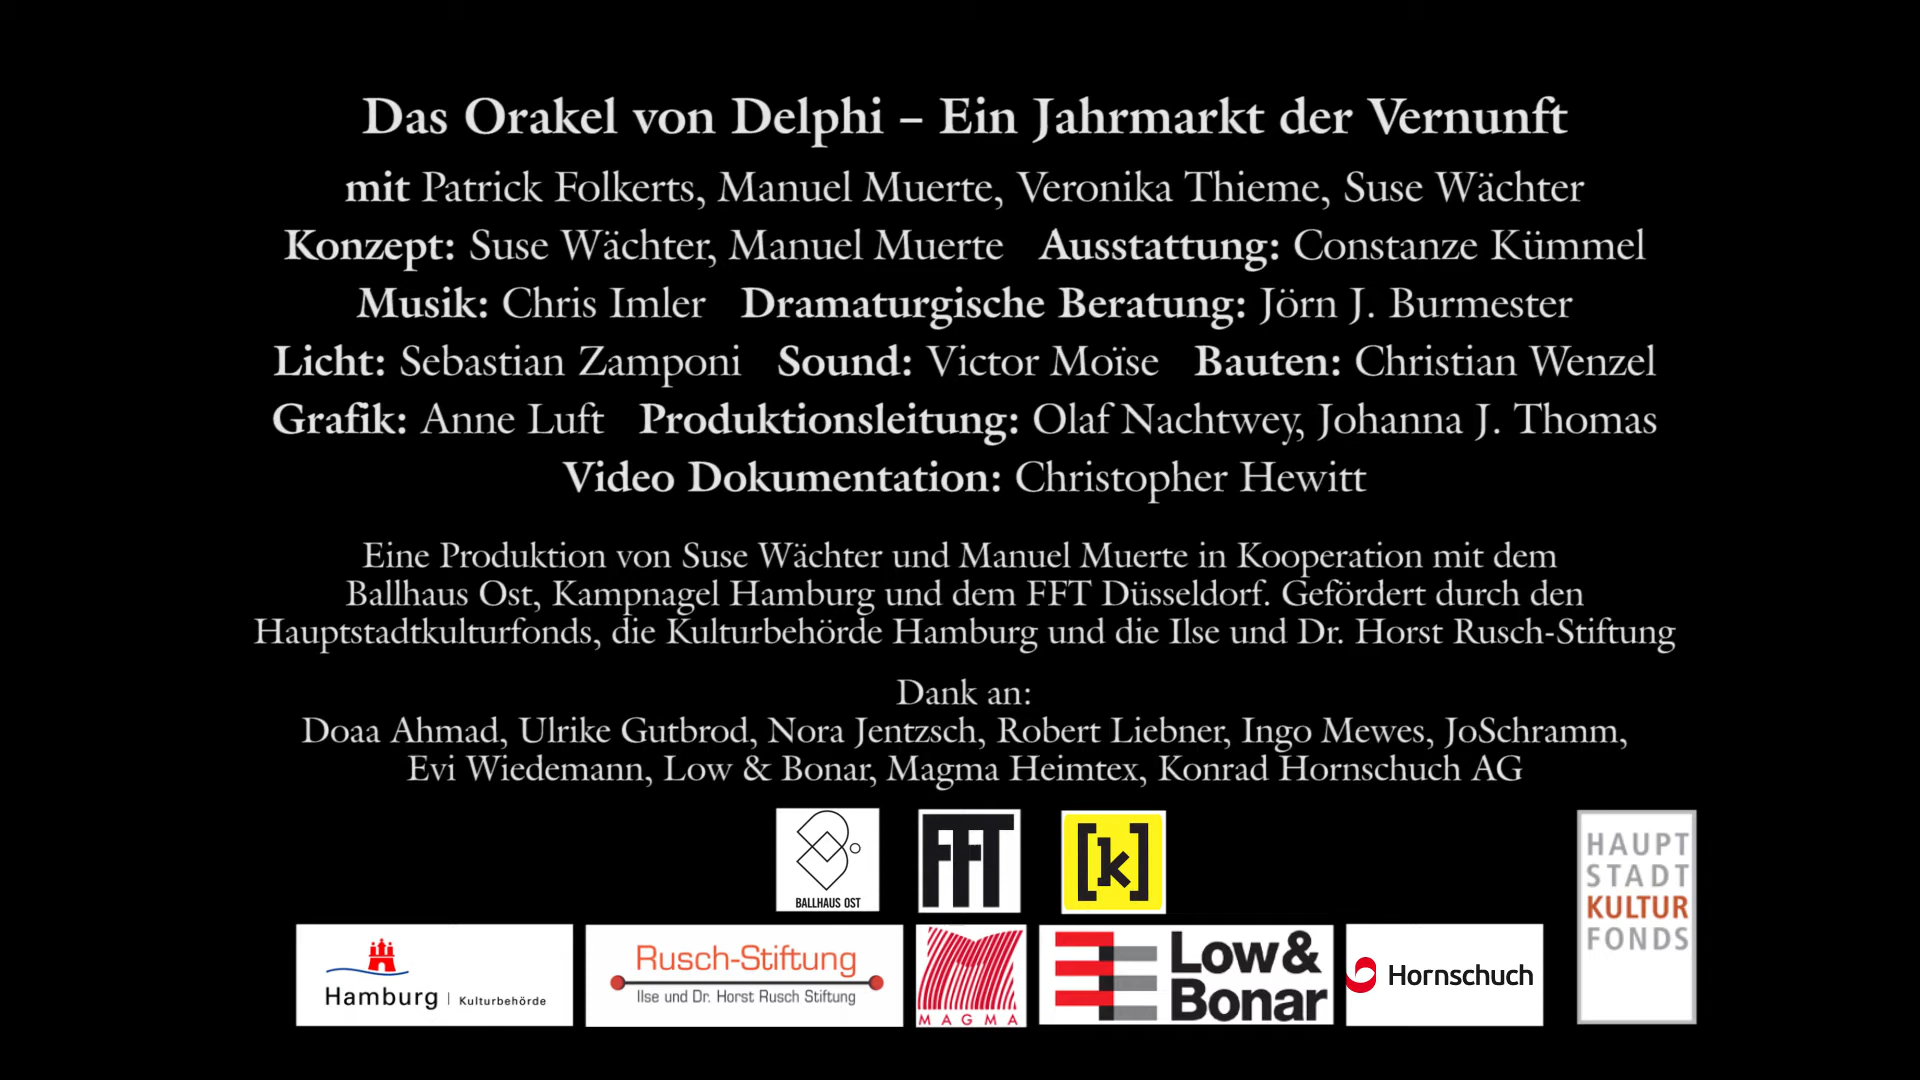 Das Orakel von Delphi – Ein Jahrmarkt der Vernunft
mit Patrick Folkerts, Manuel Muerte, Veronika Thieme, Suse Wächter
Konzept: Suse Wächter, Manuel Muerte Ausstattung: Constanze Kümmel
Musik: Chris Imler Dramaturgische Beratung: Jörn J. Burmester
Licht: Sebastian Zamponi Sound: Victor Moïse Bauten: Christian Wenzel
Grafik: Anne Luft Produktionsleitung: Olaf Nachtwey, Johanna J. Thomas
Video Dokumentation: Christopher Hewitt
Eine Produktion von Suse Wächter und Manuel Muerte in Kooperation mit dem
Ballhaus Ost, Kampnagel Hamburg und dem FFT Düsseldorf. Gefördert durch den
Hauptstadtkulturfonds, die Kulturbehörde Hamburg und die Ilse und Dr. Horst Rusch-Stiftung
Dank an:
Doaa Ahmad, Ulrike Gutbrod, Nora Jentzsch, Robert Liebner, Ingo Mewes, JoSchramm,
Evi Wiedemann, Low & Bonar, Magma Heimtex, Konrad Hornschuch AG
BALLHAUS OST
FFT
[k]
HAUPT
STADT
KULTUR
FONDS
Hamburg | Kulturbehörde
Rusch-Stiftung
Ilse und Dr. Horst Rusch Stiftung
MAGMA
Low &
Bonar
Hornschuch